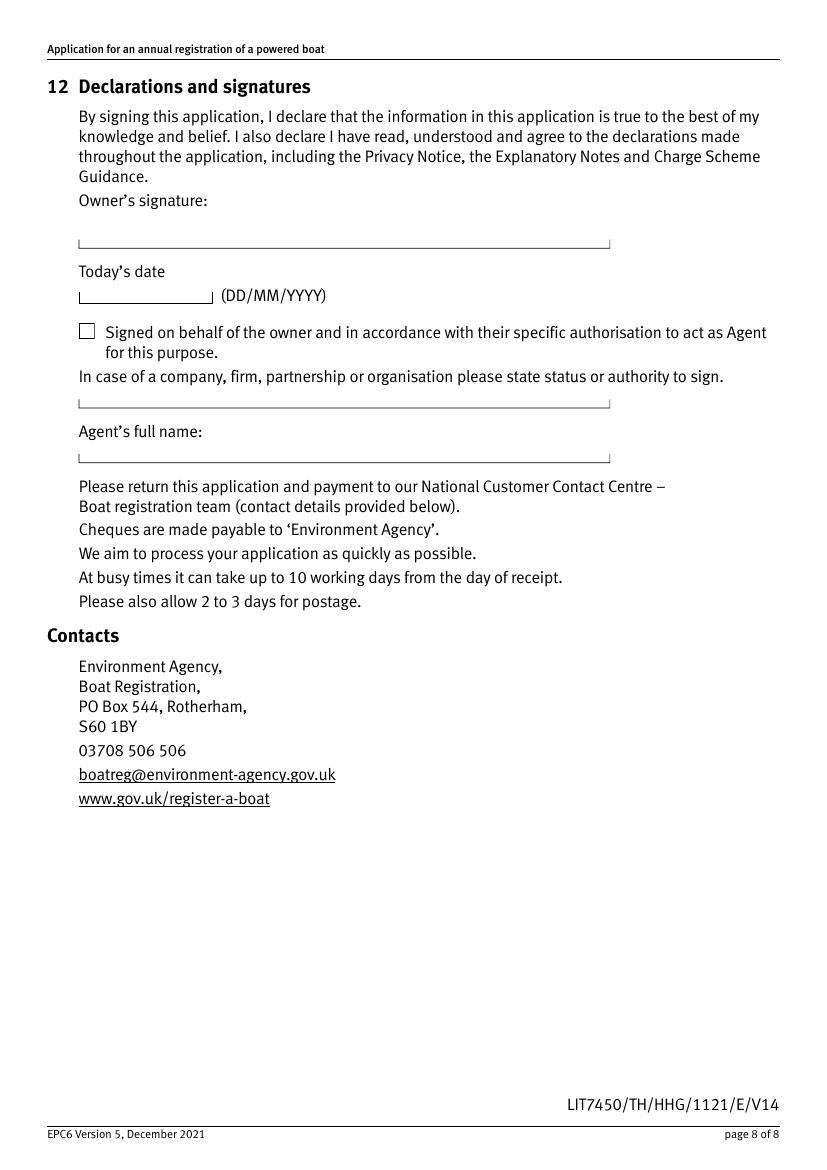 Application for an annual registration of a powered boat
12 Declarations and signatures
By signing this application, I declare that the information in this application is true to the best of my
knowledge and belief. I also declare I have read, understood and agree to the declarations made
throughout the application, including the Privacy Notice, the Explanatory Notes and Charge Scheme
Guidance.
Owner’s signature:
Today’s date
(DD/MM/YYYY)
Signed on behalf of the owner and in accordance with their specific authorisation to act as Agent
for this purpose.
In case of a company, firm, partnership or organisation please state status or authority to sign.
Agent’s full name:
Please return this application and payment to our National Customer Contact Centre –
Boat registration team (contact details provided below).
Cheques are made payable to ‘Environment Agency’.
We aim to process your application as quickly as possible.
At busy times it can take up to 10 working days from the day of receipt.
Please also allow 2 to 3 days for postage.
Contacts
Environment Agency,
Boat Registration,
PO Box 544, Rotherham,
S60 1BY
03708 506 506
boatreg@environment-agency.gov.uk
www.gov.uk/register-a-boat
LIT7450/TH/HHG/1121/E/V14
EPC6 Version 5, December 2021 page 8 of 8